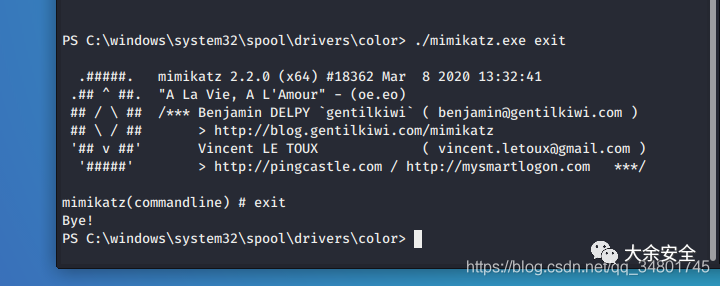 PS C:\windows\system32\spool\drivers\color> ./mimikatz.exe exit
  .#####.   mimikatz 2.2.0 (x64) #18362 Mar  8 2020 13:32:41
 .## ^ ##.  "A La Vie, A L'Amour" - (oe.eo)
 ## / \ ##  /*** Benjamin DELPY `gentilkiwi` ( benjamin@gentilkiwi.com )
 ## \ / ##       > http://blog.gentilkiwi.com/mimikatz
 '## v ##'       Vincent LE TOUX             ( vincent.letoux@gmail.com )
  '#####'        > http://pingcastle.com / http://mysmartlogon.com   ***/
mimikatz(commandline) # exit
Bye!
PS C:\windows\system32\spool\drivers\color>
大余安全
https://blog.csdn.net/qq_34801745